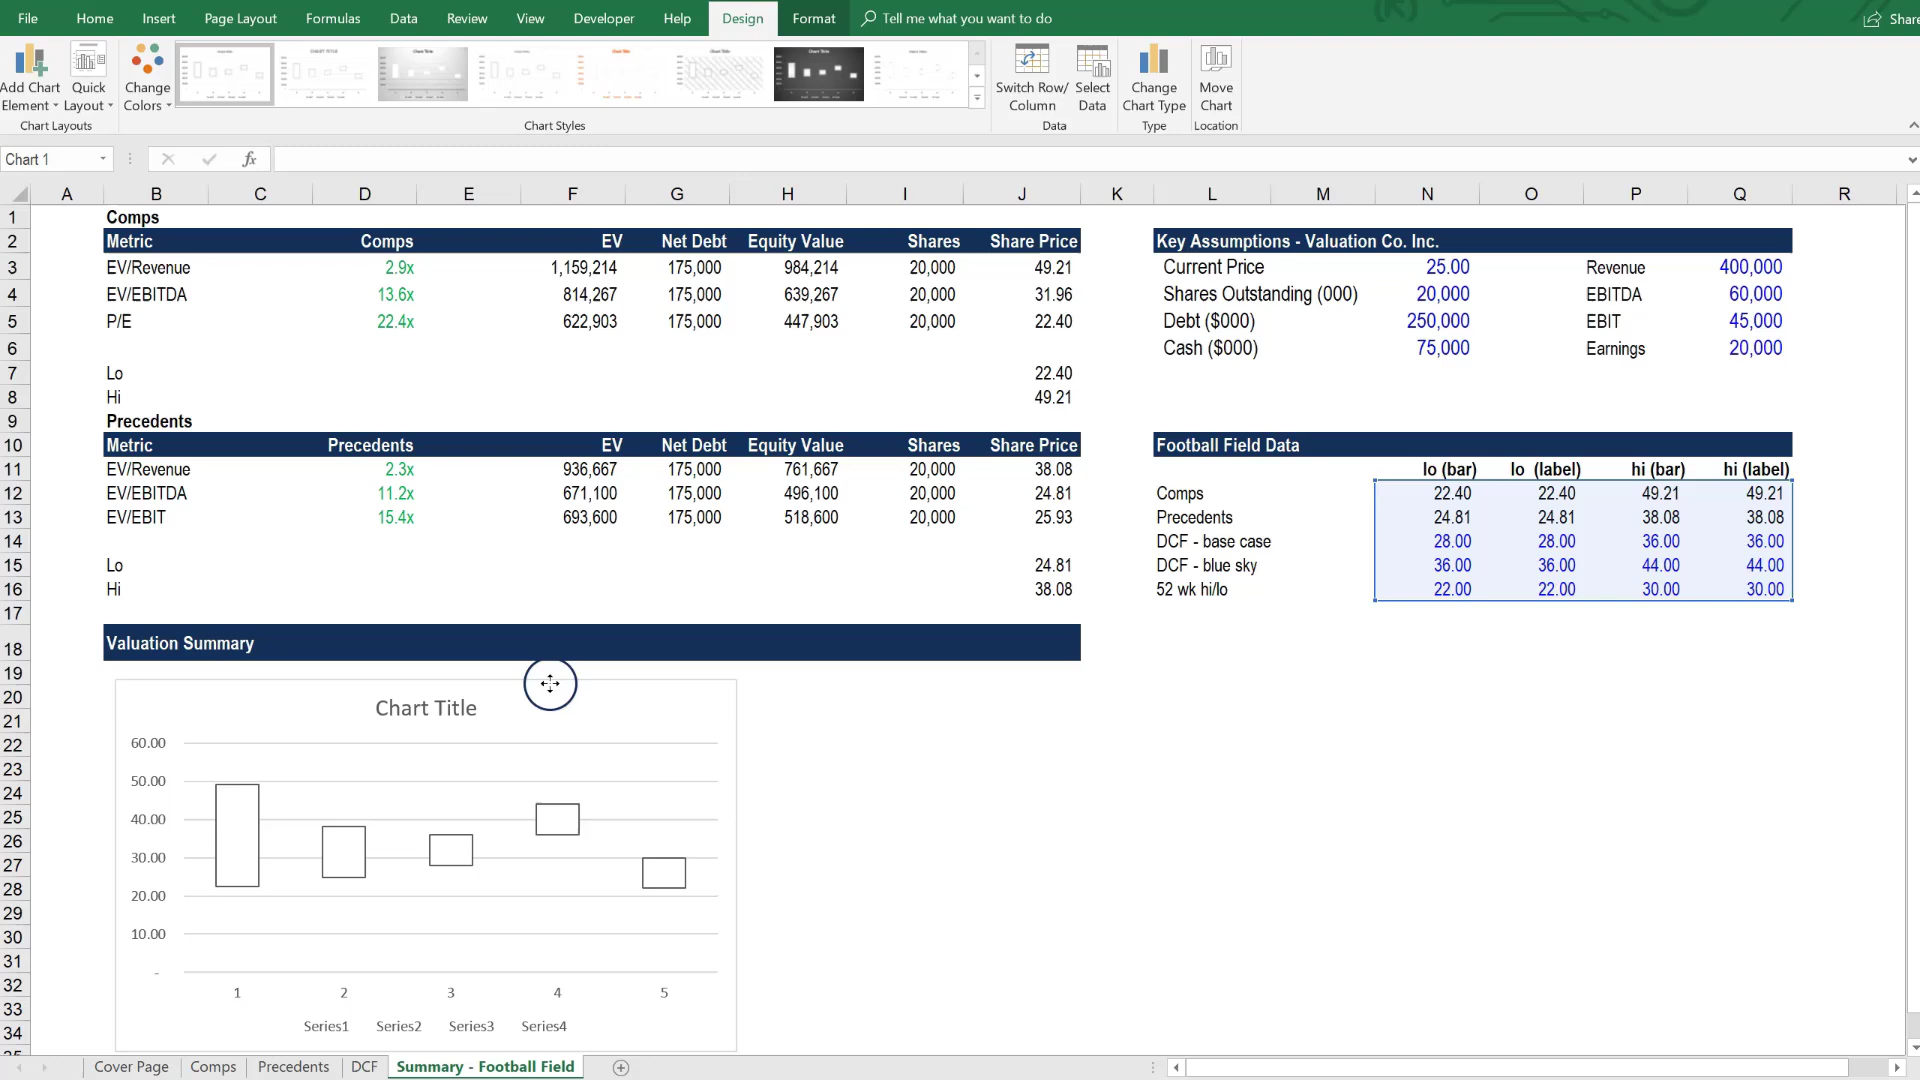 File Home Insert Page Layout Formulas Data Review View Developer Help Design Format Tell me what you want to do Share
Add Chart Element Quick Layout Change Colors Switch Row/ Column Select Data Change Chart Type Move Chart
Chart Layouts Chart Styles Data Type Location
Chart 1 fx
A B C D E F G H I J K L M N O P Q R
1 Comps
2 Metric Comps EV Net Debt Equity Value Shares Share Price Key Assumptions - Valuation Co. Inc.
3 EV/Revenue 2.9x 1,159,214 175,000 984,214 20,000 49.21 Current Price 25.00 Revenue 400,000
4 EV/EBITDA 13.6x 814,267 175,000 639,267 20,000 31.96 Shares Outstanding (000) 20,000 EBITDA 60,000
5 P/E 22.4x 622,903 175,000 447,903 20,000 22.40 Debt ($000) 250,000 EBIT 45,000
6 Cash ($000) 75,000 Earnings 20,000
7 Lo 22.40
8 Hi 49.21
9 Precedents
10 Metric Precedents EV Net Debt Equity Value Shares Share Price Football Field Data
11 EV/Revenue 2.3x 936,667 175,000 761,667 20,000 38.08 lo (bar) lo (label) hi (bar) hi (label)
12 EV/EBITDA 11.2x 671,100 175,000 496,100 20,000 24.81 Comps 22.40 22.40 49.21 49.21
13 EV/EBIT 15.4x 693,600 175,000 518,600 20,000 25.93 Precedents 24.81 24.81 38.08 38.08
14 DCF - base case 28.00 28.00 36.00 36.00
15 Lo 24.81 DCF - blue sky 36.00 36.00 44.00 44.00
16 Hi 38.08 52 wk hi/lo 22.00 22.00 30.00 30.00
17
18 Valuation Summary
19
20 Chart Title
21
22 60.00
23 50.00
24
25 40.00
26
27 30.00
28 20.00
29
30 10.00
31
32 -
33 1 2 3 4 5
34 Series1 Series2 Series3 Series4
Cover Page Comps Precedents DCF Summary - Football Field